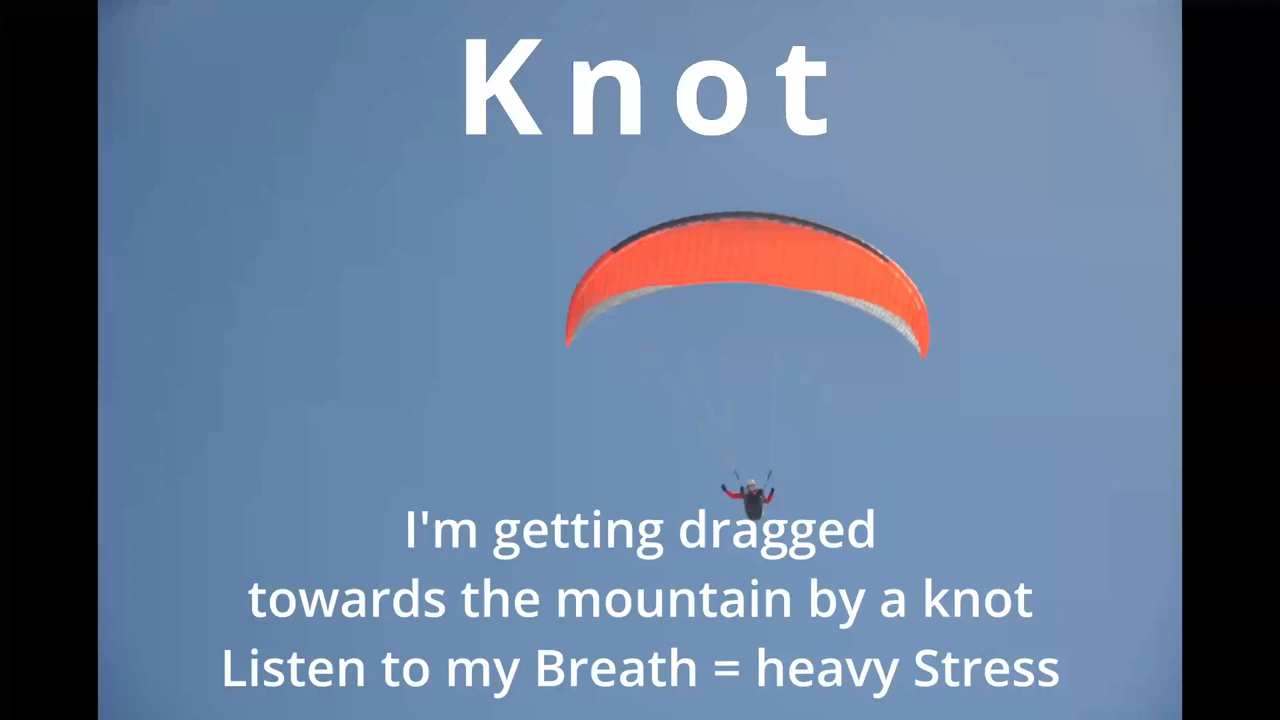 Knot
I'm getting dragged
towards the mountain by a knot
Listen to my Breath = heavy Stress